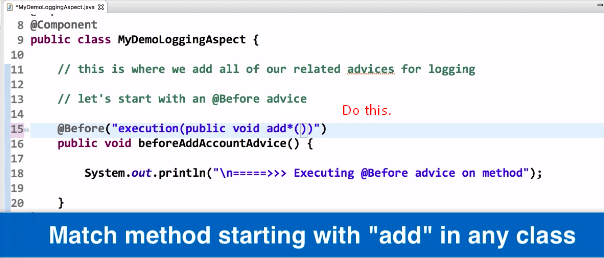 *MyDemoLoggingAspect.java
8 @Component
9 public class MyDemoLoggingAspect {
10
11 // this is where we add all of our related advices for logging
12
13 // let's start with an @Before advice
14
Do this.
15 @Before("execution(public void add*())")
16 public void beforeAddAccountAdvice() {
17
18 System.out.println("\n=====>>> Executing @Before advice on method");
19
20 }
Match method starting with "add" in any class